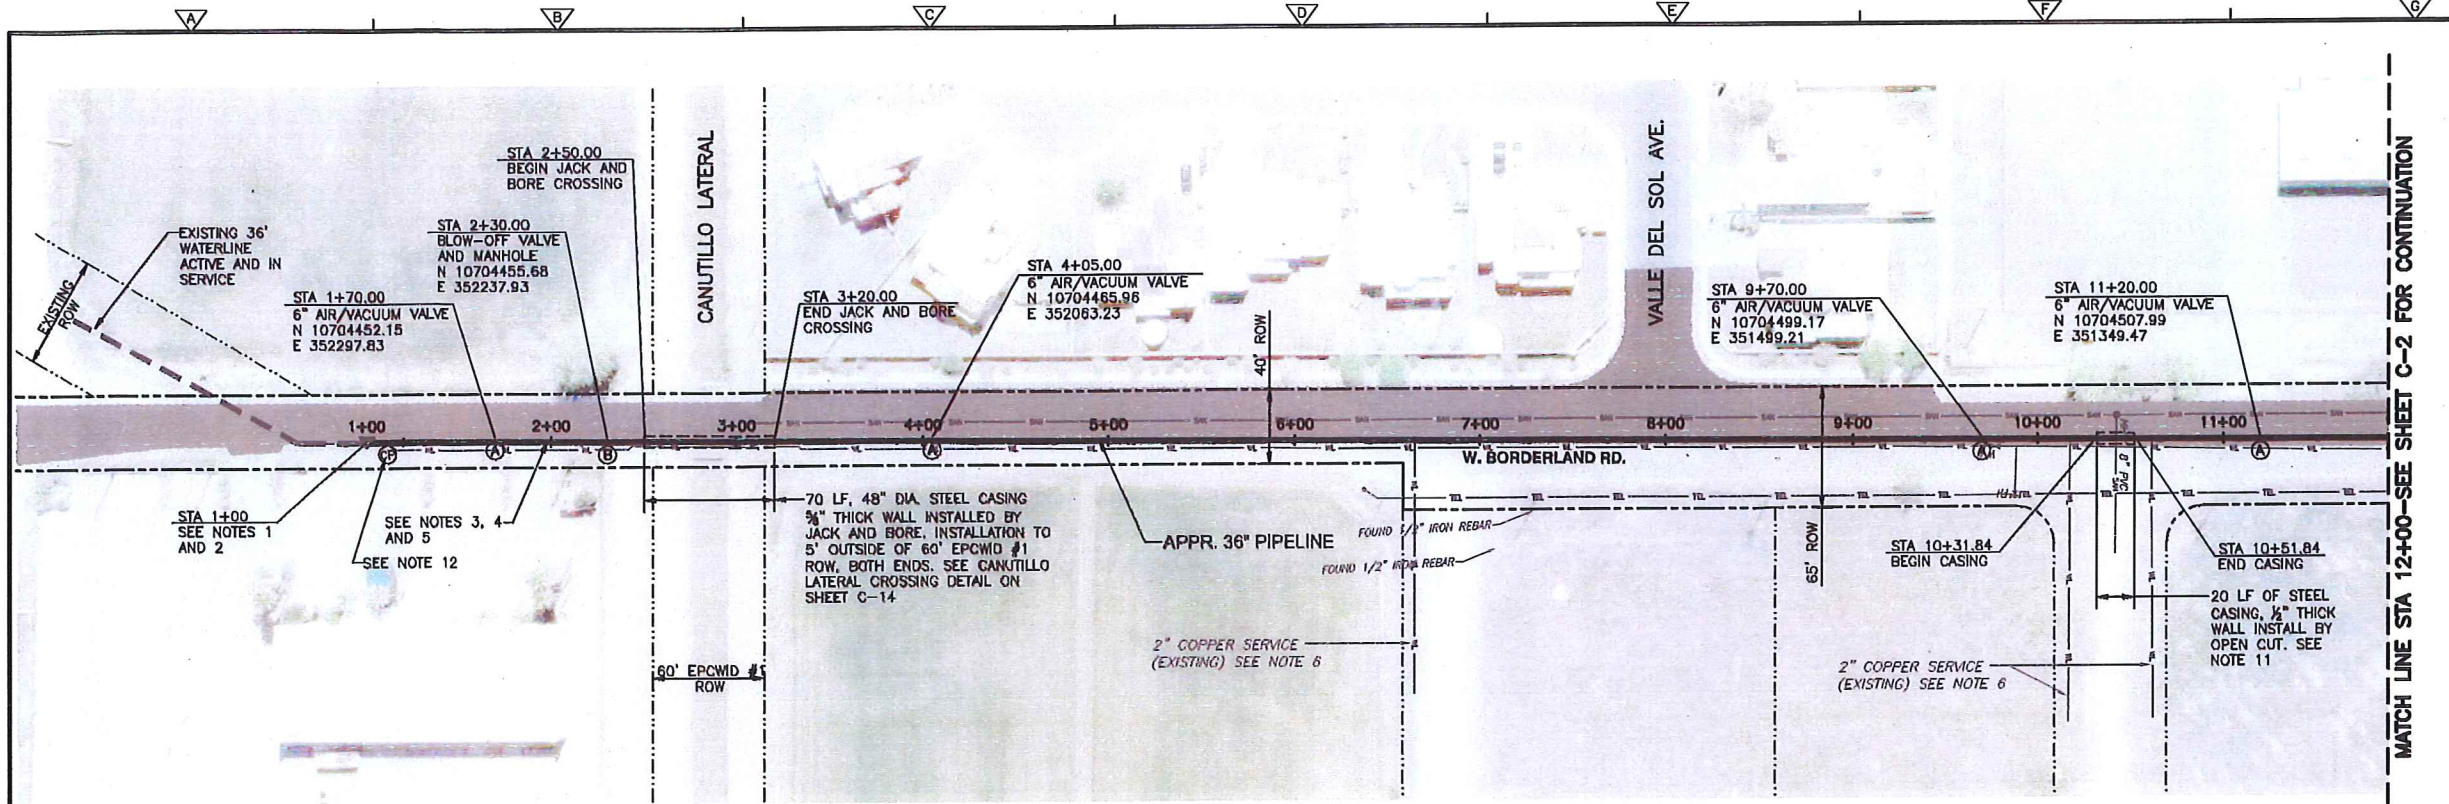 A
B
C
D
E
F
G
STA 2+50.00
BEGIN JACK AND
BORE CROSSING
CANUTILLO LATERAL
VALLE DEL SOL AVE.
EXISTING 36'
WATERLINE
ACTIVE AND IN
SERVICE
EXISTING
ROW
STA 2+30.00
BLOW-OFF VALVE
AND MANHOLE
N 10704455.68
E 352237.93
STA 1+70.00
6" AIR/VACUUM VALVE
N 10704452.15
E 352297.83
STA 3+20.00
END JACK AND BORE
CROSSING
STA 4+05.00
6" AIR/VACUUM VALVE
N 10704465.96
E 352063.23
40' ROW
STA 9+70.00
6" AIR/VACUUM VALVE
N 10704499.17
E 351499.21
STA 11+20.00
6" AIR/VACUUM VALVE
N 10704507.99
E 351349.47
MATCH LINE STA 12+00-SEE SHEET C-2 FOR CONTINUATION
1+00
2+00
3+00
4+00
5+00
6+00
7+00
8+00
9+00
10+00
11+00
CP
A
B
A
A
A
W. BORDERLAND RD.
STA 1+00
SEE NOTES 1
AND 2
SEE NOTES 3, 4
AND 5
SEE NOTE 12
70 LF, 48" DIA. STEEL CASING
⅝" THICK WALL INSTALLED BY
JACK AND BORE, INSTALLATION TO
5' OUTSIDE OF 60' EPCWID #1
ROW, BOTH ENDS. SEE CANUTILLO
LATERAL CROSSING DETAIL ON
SHEET C-14
APPR. 36" PIPELINE
FOUND 1/2" IRON REBAR
FOUND 1/2" IRON REBAR
65' ROW
8" PVC
STA 10+31.84
BEGIN CASING
STA 10+51.84
END CASING
20 LF OF STEEL
CASING, ½" THICK
WALL INSTALL BY
OPEN CUT. SEE
NOTE 11
60' EPCWID #1
ROW
2" COPPER SERVICE
(EXISTING) SEE NOTE 6
2" COPPER SERVICE
(EXISTING) SEE NOTE 6